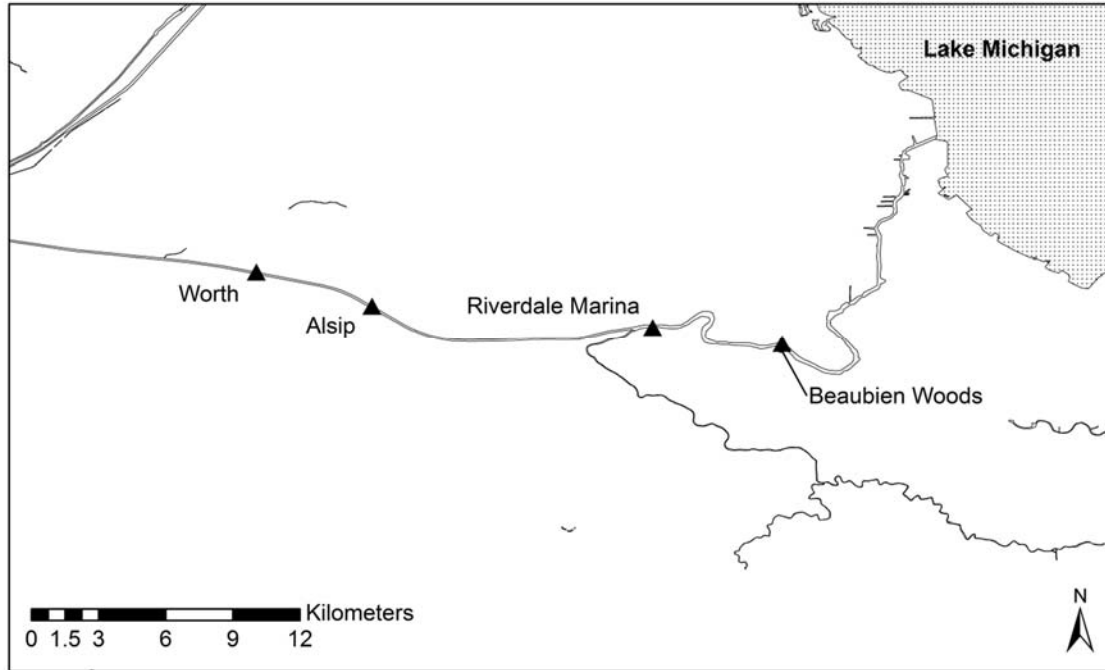 Lake Michigan
Worth
Alsip
Riverdale Marina
Beaubien Woods
Kilometers
0 1.5 3 6 9 12
N